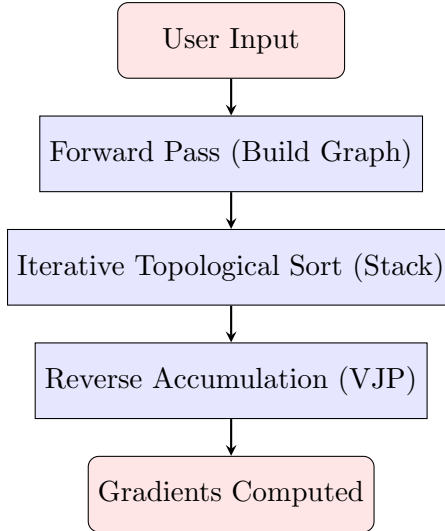 User Input
Forward Pass (Build Graph)
Iterative Topological Sort (Stack)
Reverse Accumulation (VJP)
Gradients Computed